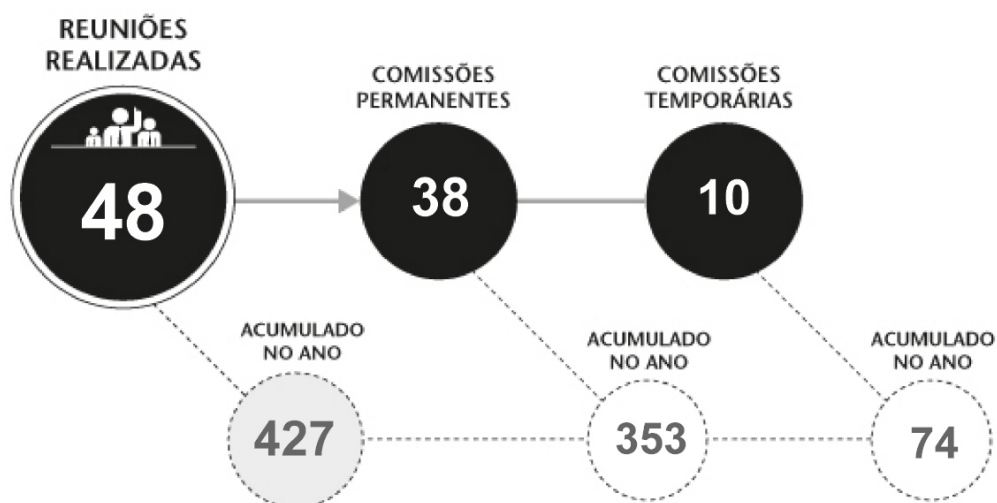 REUNIÕES
REALIZADAS
48
COMISSÕES
PERMANENTES
38
COMISSÕES
TEMPORÁRIAS
10
ACUMULADO
NO ANO
427
ACUMULADO
NO ANO
353
ACUMULADO
NO ANO
74